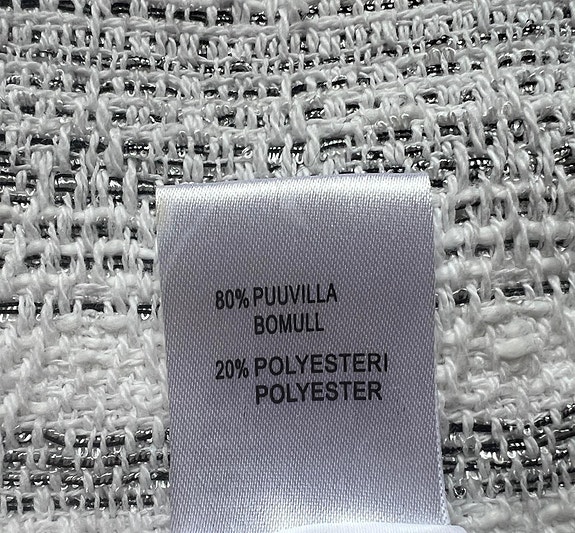 80% PUUVILLA
BOMULL
20% POLYESTERI
POLYESTER